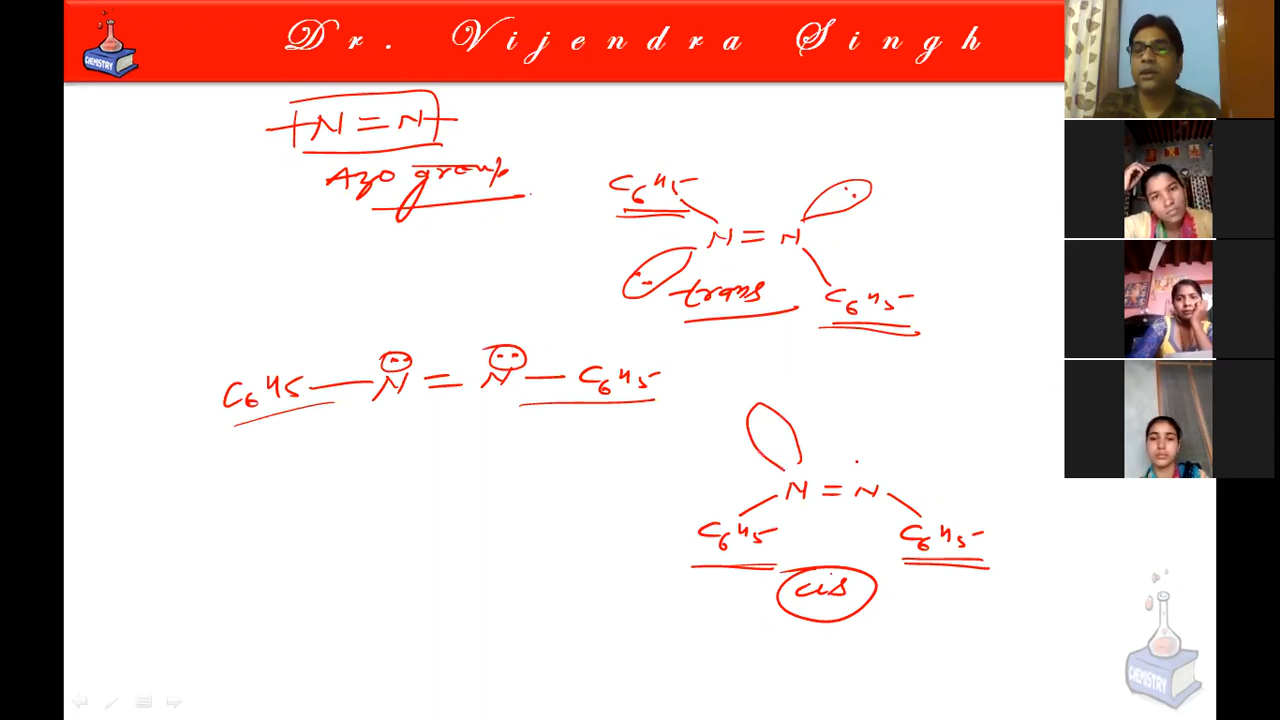 Dr. Vijendra Singh
CHEMISTRY
-N=N-
Azo group
C6H5 N=N C6H5
trans
C6H5-N̈=N̈-C6H5
N=N
C6H5 C6H5
cis
CHEMISTRY